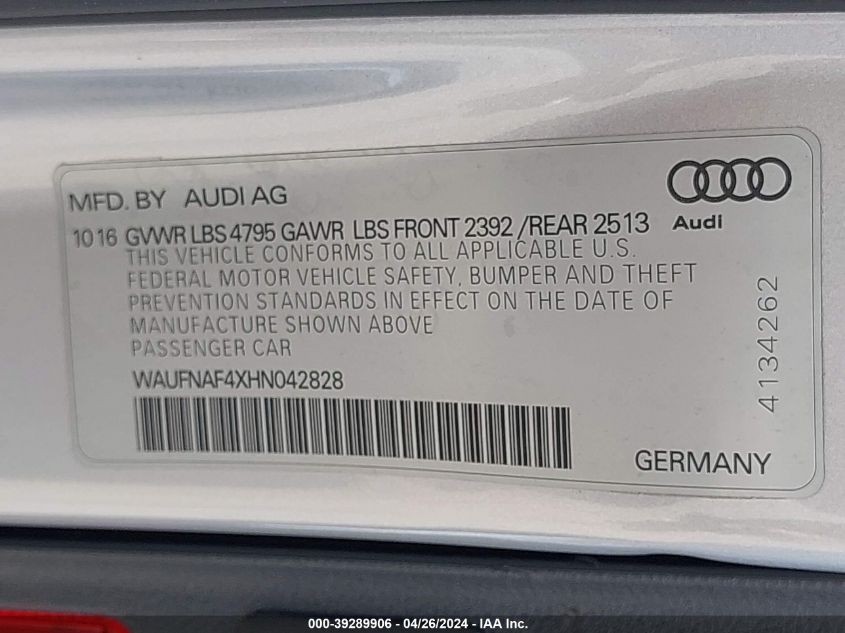 MFD. BY AUDI AG
1016 GVWR LBS 4795 GAWR LBS FRONT 2392 /REAR 2513
THIS VEHICLE CONFORMS TO ALL APPLICABLE U.S.
FEDERAL MOTOR VEHICLE SAFETY, BUMPER AND THEFT
PREVENTION STANDARDS IN EFFECT ON THE DATE OF
MANUFACTURE SHOWN ABOVE
PASSENGER CAR
WAUFNAF4XHN042828
Audi
4134262
GERMANY
000-39289906 - 04/26/2024 - IAA Inc.